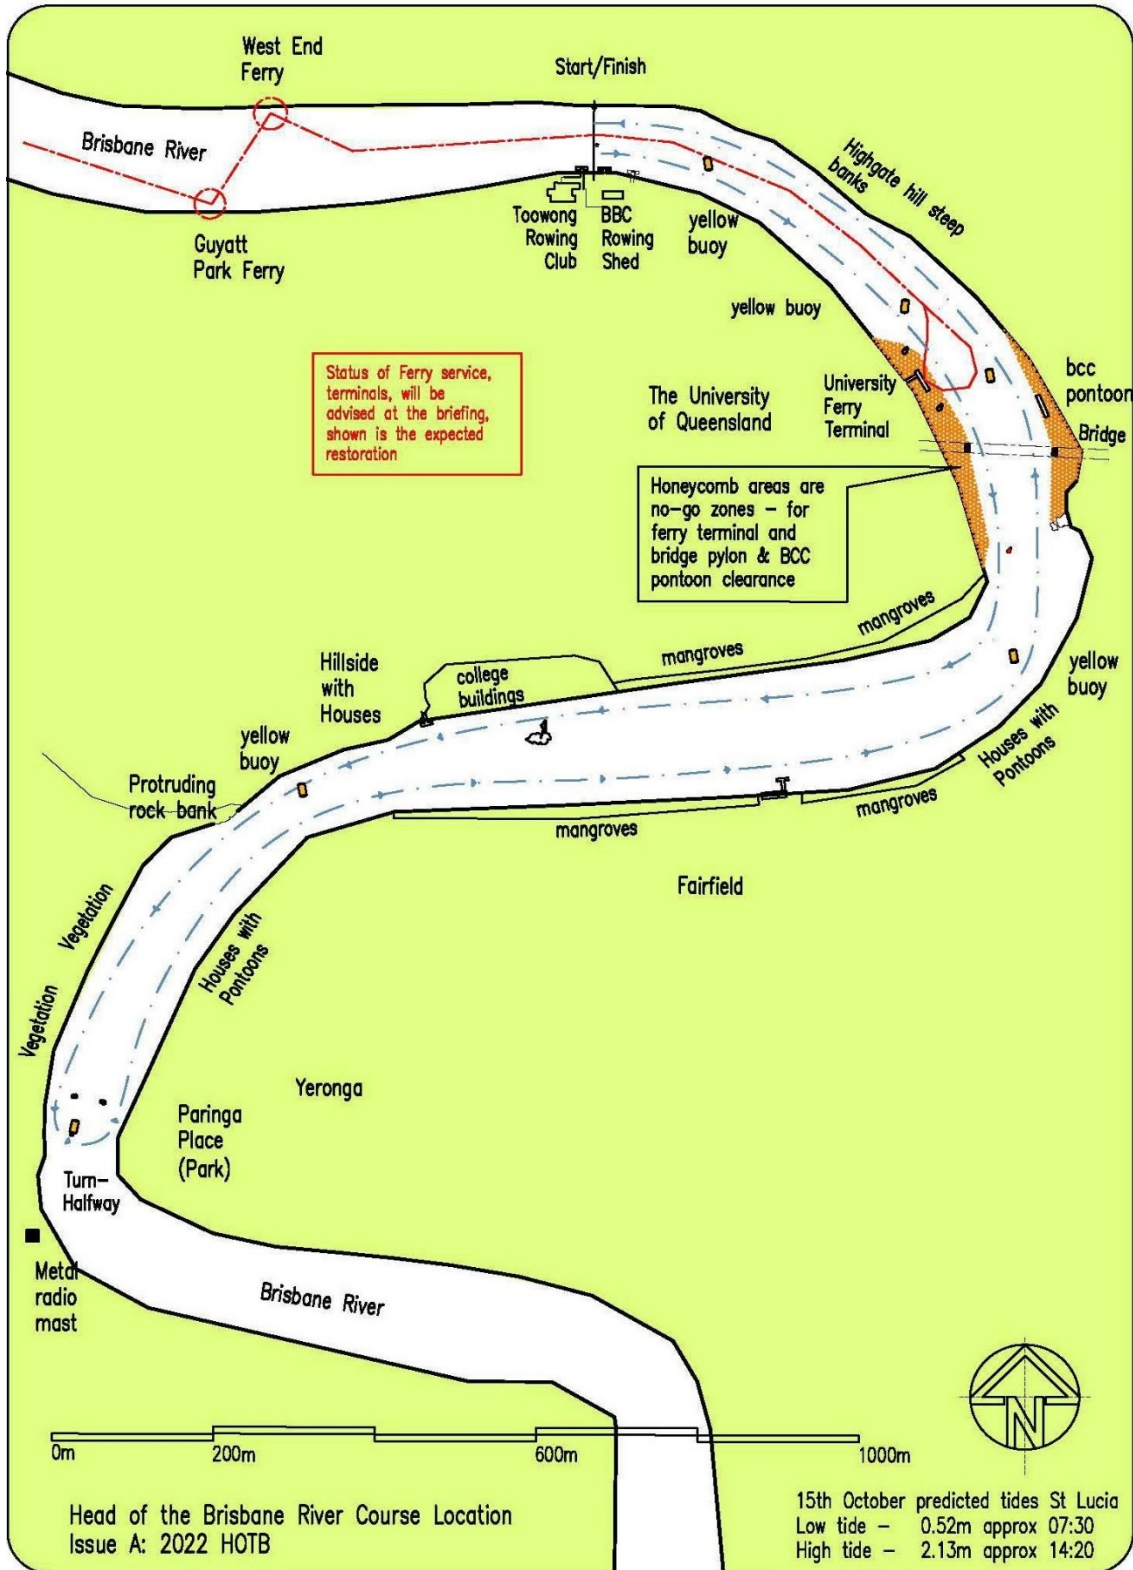 West End
Ferry
Start/Finish
Brisbane River
Highgate hill steep
banks
Toowong
Rowing
Club
BBC
Rowing
Shed
yellow
buoy
Guyatt
Park Ferry
yellow buoy
Status of Ferry service,
terminals, will be
advised at the briefing,
shown is the expected
restoration
The University
of Queensland
University
Ferry
Terminal
bcc
pontoon
Bridge
Honeycomb areas are
no-go zones – for
ferry terminal and
bridge pylon & BCC
pontoon clearance
mangroves
mangroves
Hillside
with
Houses
college
buildings
yellow
buoy
yellow
buoy
Houses with
Pontoons
Protruding
rock bank
mangroves
mangroves
Fairfield
Vegetation
Houses with
Pontoons
Vegetation
Yeronga
Paringa
Place
(Park)
Turn-
Halfway
Metal
radio
mast
Brisbane River
N
0m
200m
600m
1000m
Head of the Brisbane River Course Location
Issue A: 2022 HOTB
15th October predicted tides St Lucia
Low tide – 0.52m approx 07:30
High tide – 2.13m approx 14:20